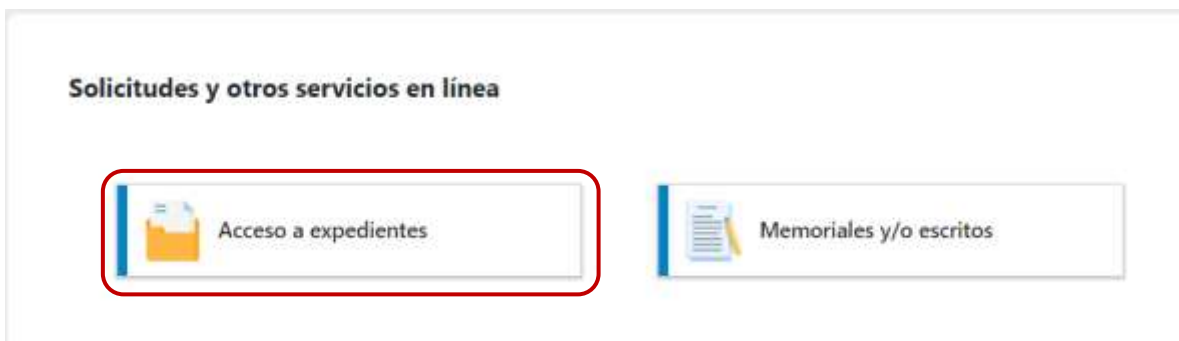 Solicitudes y otros servicios en línea
Acceso a expedientes
Memoriales y/o escritos